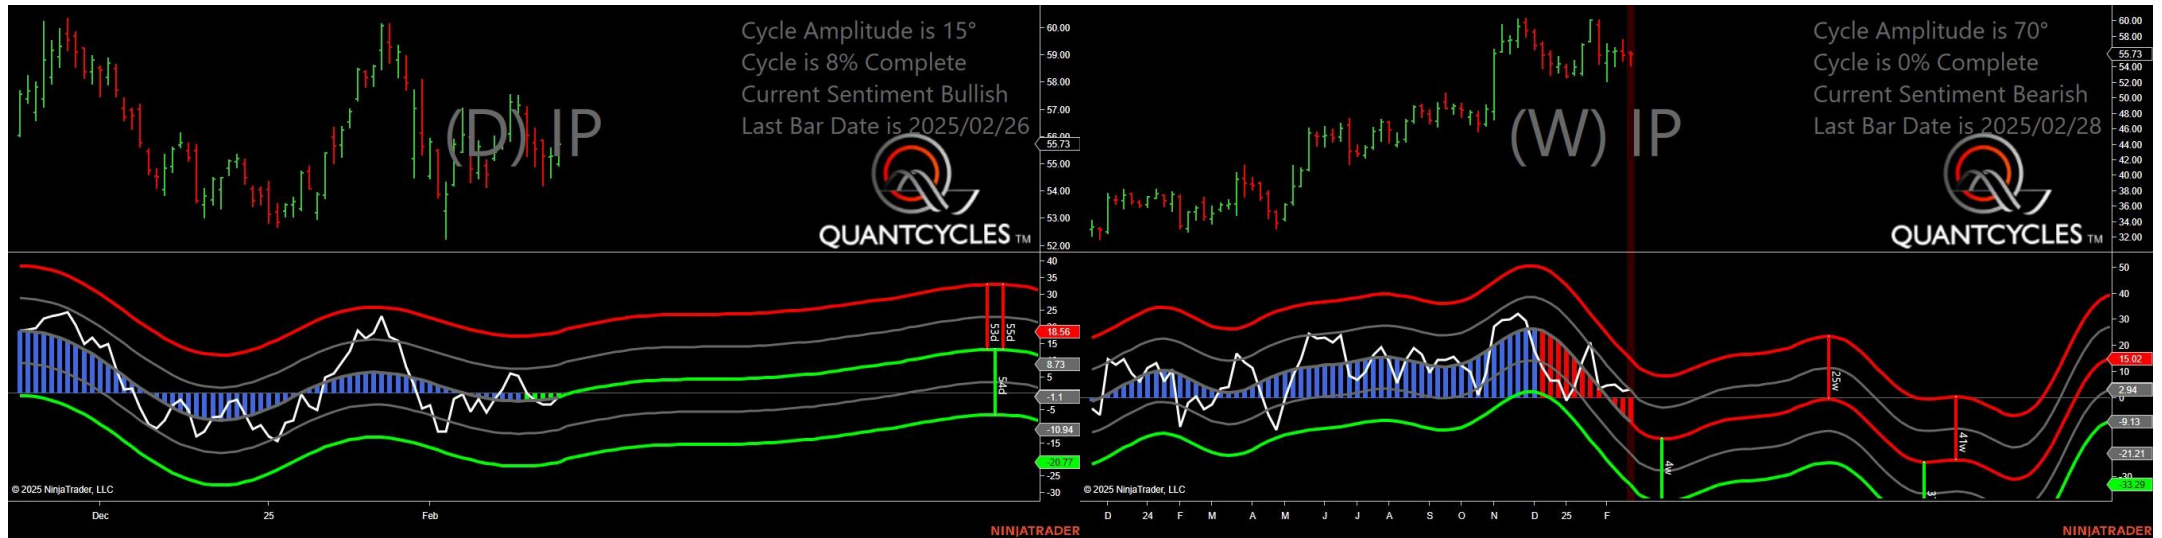 Cycle Amplitude is 15°
Cycle is 8% Complete
Current Sentiment Bullish
Last Bar Date is 2025/02/26
(D) IP
QUANTCYCLES TM
60.00
59.00
58.00
57.00
56.00
55.73
55.00
54.00
53.00
52.00
40
35
30
25
18.56
15
8.73
5
-1.1
-5
-10.94
-15
-20.77
-25
-30
53d
55d
54d
© 2025 NinjaTrader, LLC
Dec
25
Feb
NINJATRADER
Cycle Amplitude is 70°
Cycle is 0% Complete
Current Sentiment Bearish
Last Bar Date is 2025/02/28
(W) IP
QUANTCYCLES TM
60.00
58.00
55.73
54.00
52.00
50.00
48.00
46.00
44.00
42.00
40.00
38.00
36.00
34.00
32.00
50
30
20
15.02
10
2.94
0
-9.13
-21.21
-30
-33.29
25w
41w
4w
© 2025 NinjaTrader, LLC
D 24 F M A M J J A S O N D 25 F
NINJATRADER